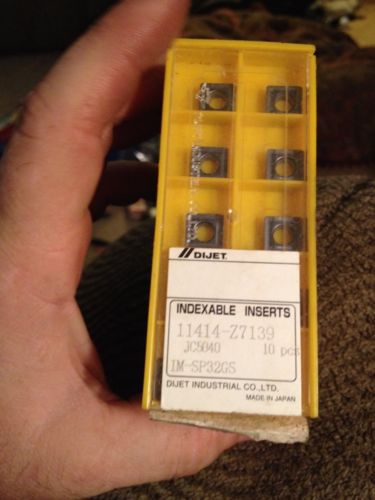 DIJET
INDEXABLE INSERTS
11414-Z7139
JC5040 10 pcs
IM-SP32GS
DIJET INDUSTRIAL CO.,LTD.
MADE IN JAPAN